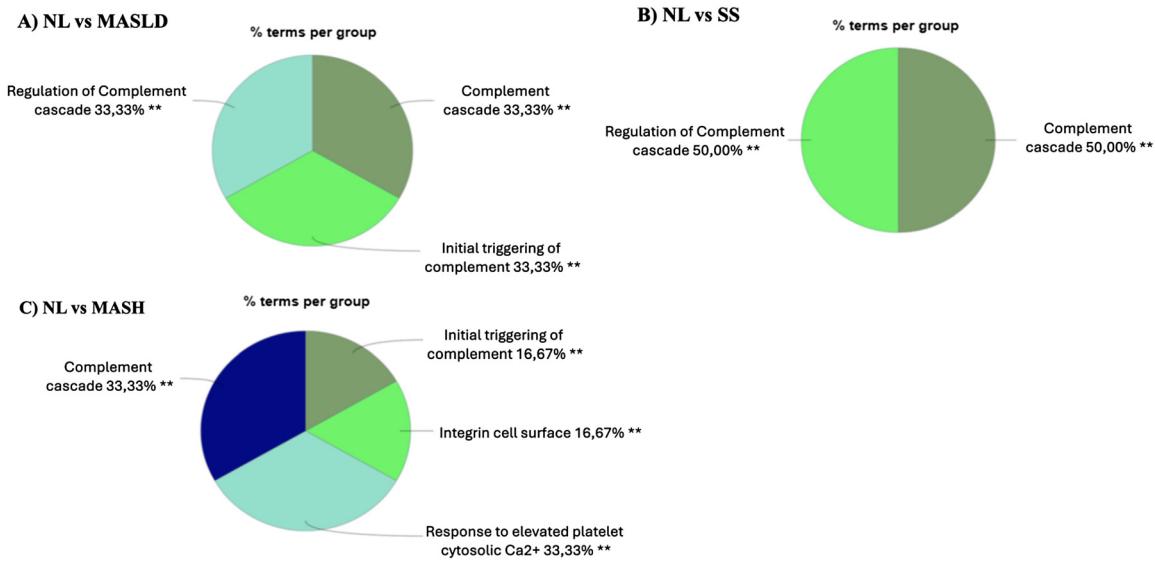 A) NL vs MASLD
% terms per group
Regulation of Complement
cascade 33,33% **
Complement
cascade 33,33% **
Initial triggering of
complement 33,33% **
B) NL vs SS
% terms per group
Regulation of Complement
cascade 50,00% **
Complement
cascade 50,00% **
C) NL vs MASH
% terms per group
Complement
cascade 33,33% **
Initial triggering of
complement 16,67% **
Integrin cell surface 16,67% **
Response to elevated platelet
cytosolic Ca2+ 33,33% **